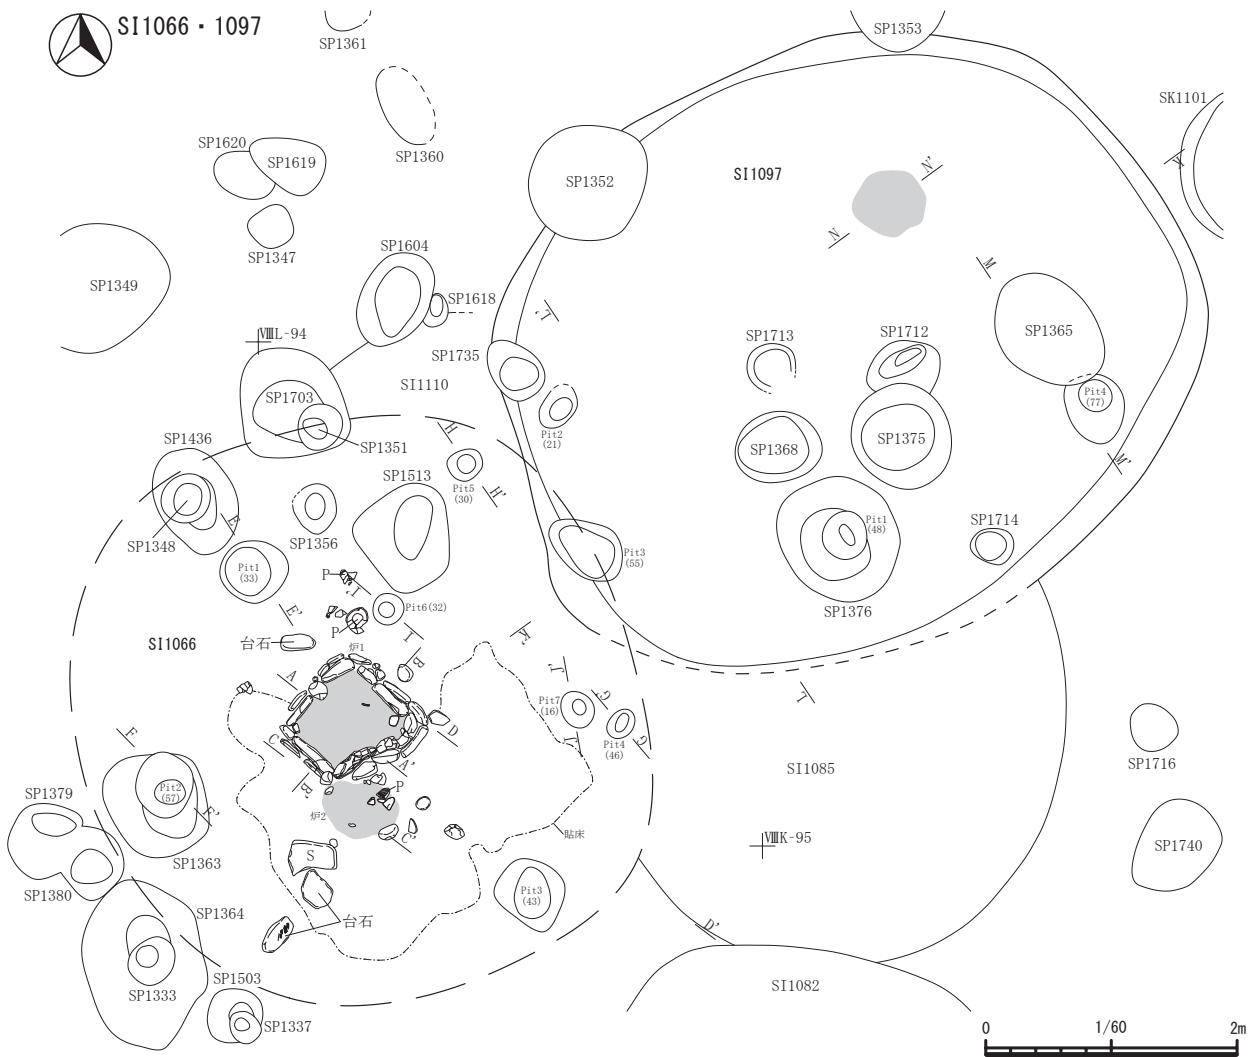 SI1066・1097
SP1361
SP1353
SP1360
SK1101
SP1620
SP1619
SP1352
SI1097
N'
K
SP1347
N
SP1604
SP1349
M
SP1618
L'
ⅧL-94
SP1713
SP1712
SP1365
SP1735
SI1110
Pit4
(77)
SP1703
Pit2
(21)
SP1351
H
SP1436
SP1368
SP1375
M'
SP1513
Pit5
(30)
H'
SP1348
E
SP1356
Pit1
(48)
SP1714
Pit3
(55)
Pit1
(33)
P
I'
E'
Pit6(32)
SP1376
P
I
K'
SI1066
台石
炉1
B
J'
A
L
Pit7
(16)
G'
D
Pit4
(46)
G
J
F
C
A'
SI1085
SP1716
Pit2
(57)
B'
P
SP1379
F'
炉2
C'
貼床
ⅧK-95
SP1740
S
SP1363
SP1380
Pit3
(43)
SP1364
台石
D'
SP1333
SP1503
SI1082
SP1337
0
1/60
2m